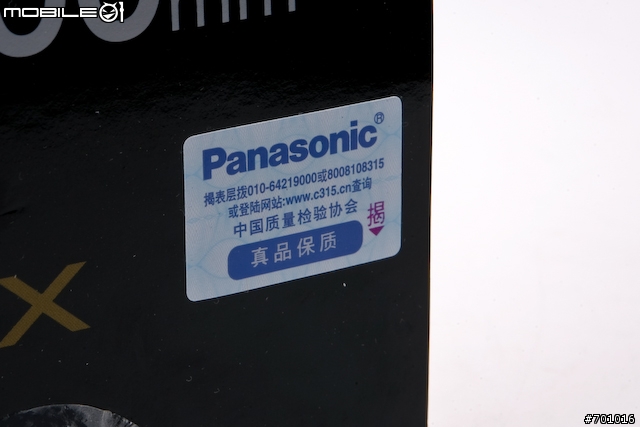 MOBILE01
00mm
Panasonic®
揭表层拨010-64219000或8008108315
或登陆网站:www.c315.cn查询
中国质量检验协会
揭
真品保质
X
#701016